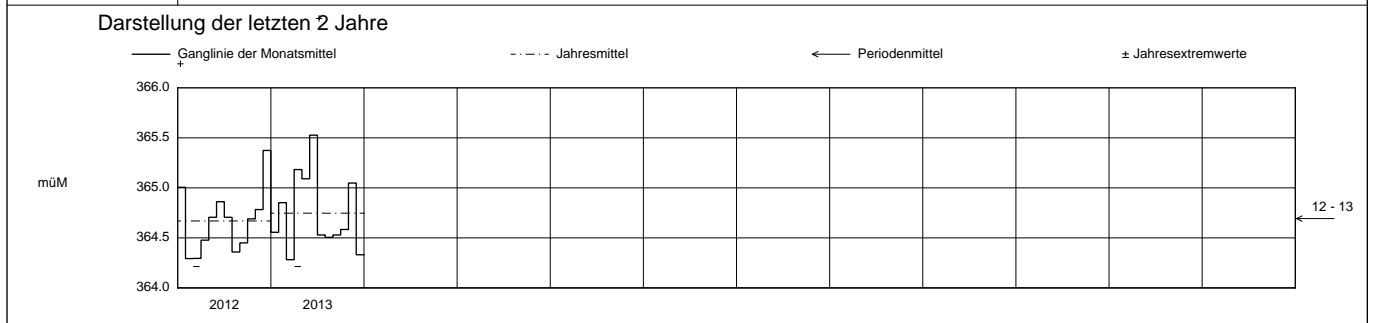 Darstellung der letzten 2 Jahre
Ganglinie der Monatsmittel
Jahresmittel
Periodenmittel
± Jahresextremwerte
366.0
365.5
müM
365.0
12 - 13
364.5
364.0
2012 2013